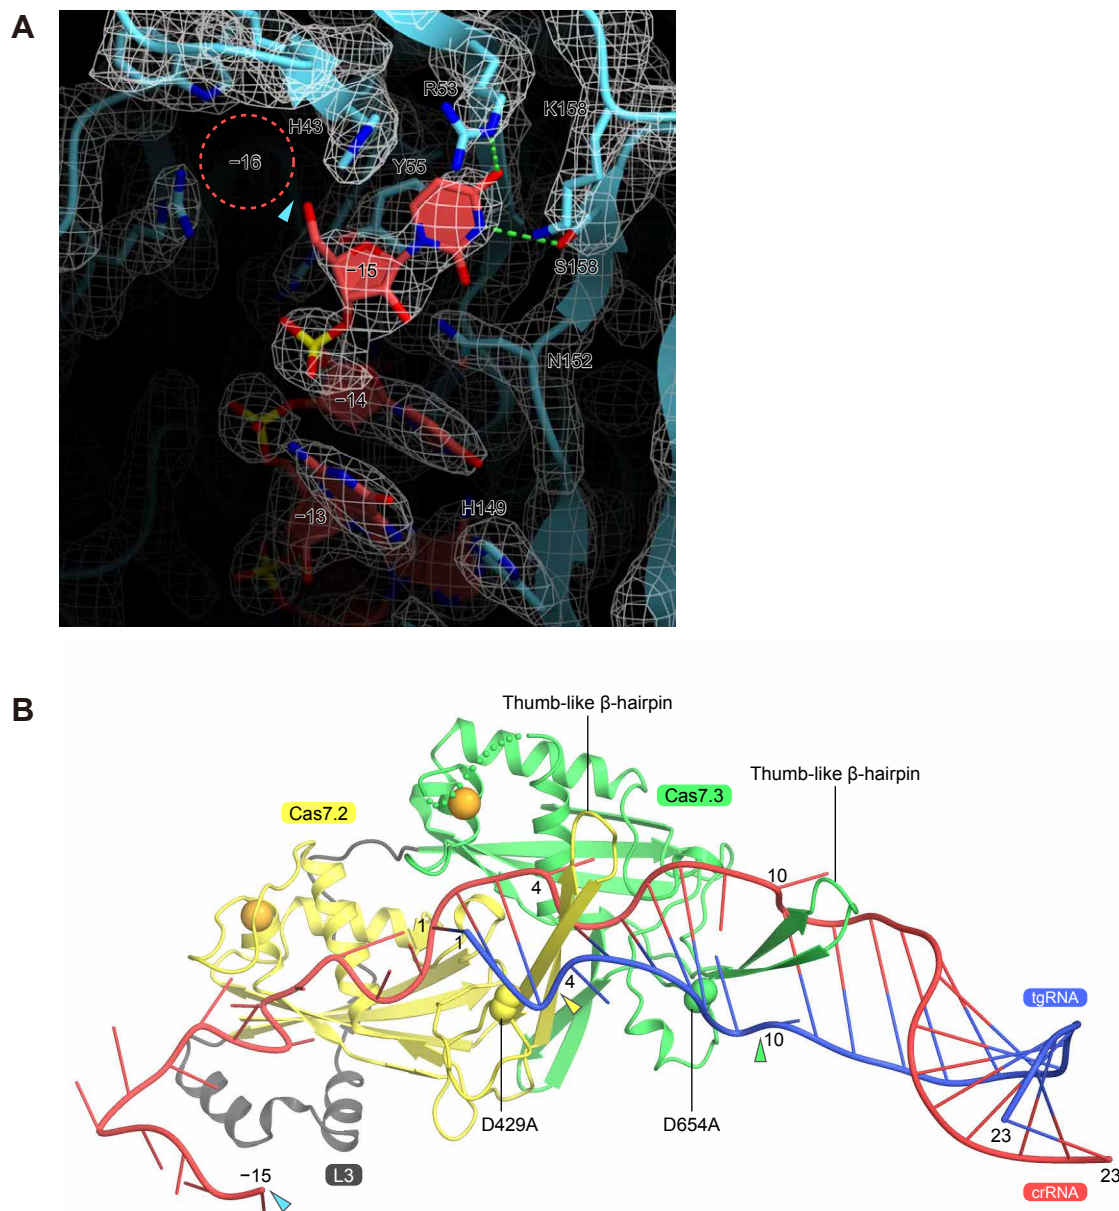 A
R53
K158
H43
−16
Y55
−15
S158
N152
−14
H149
−13
B
Thumb-like β-hairpin
Thumb-like β-hairpin
Cas7.2
Cas7.3
4
10
1
1
4
tgRNA
10
D429A
D654A
23
−15
L3
23
crRNA